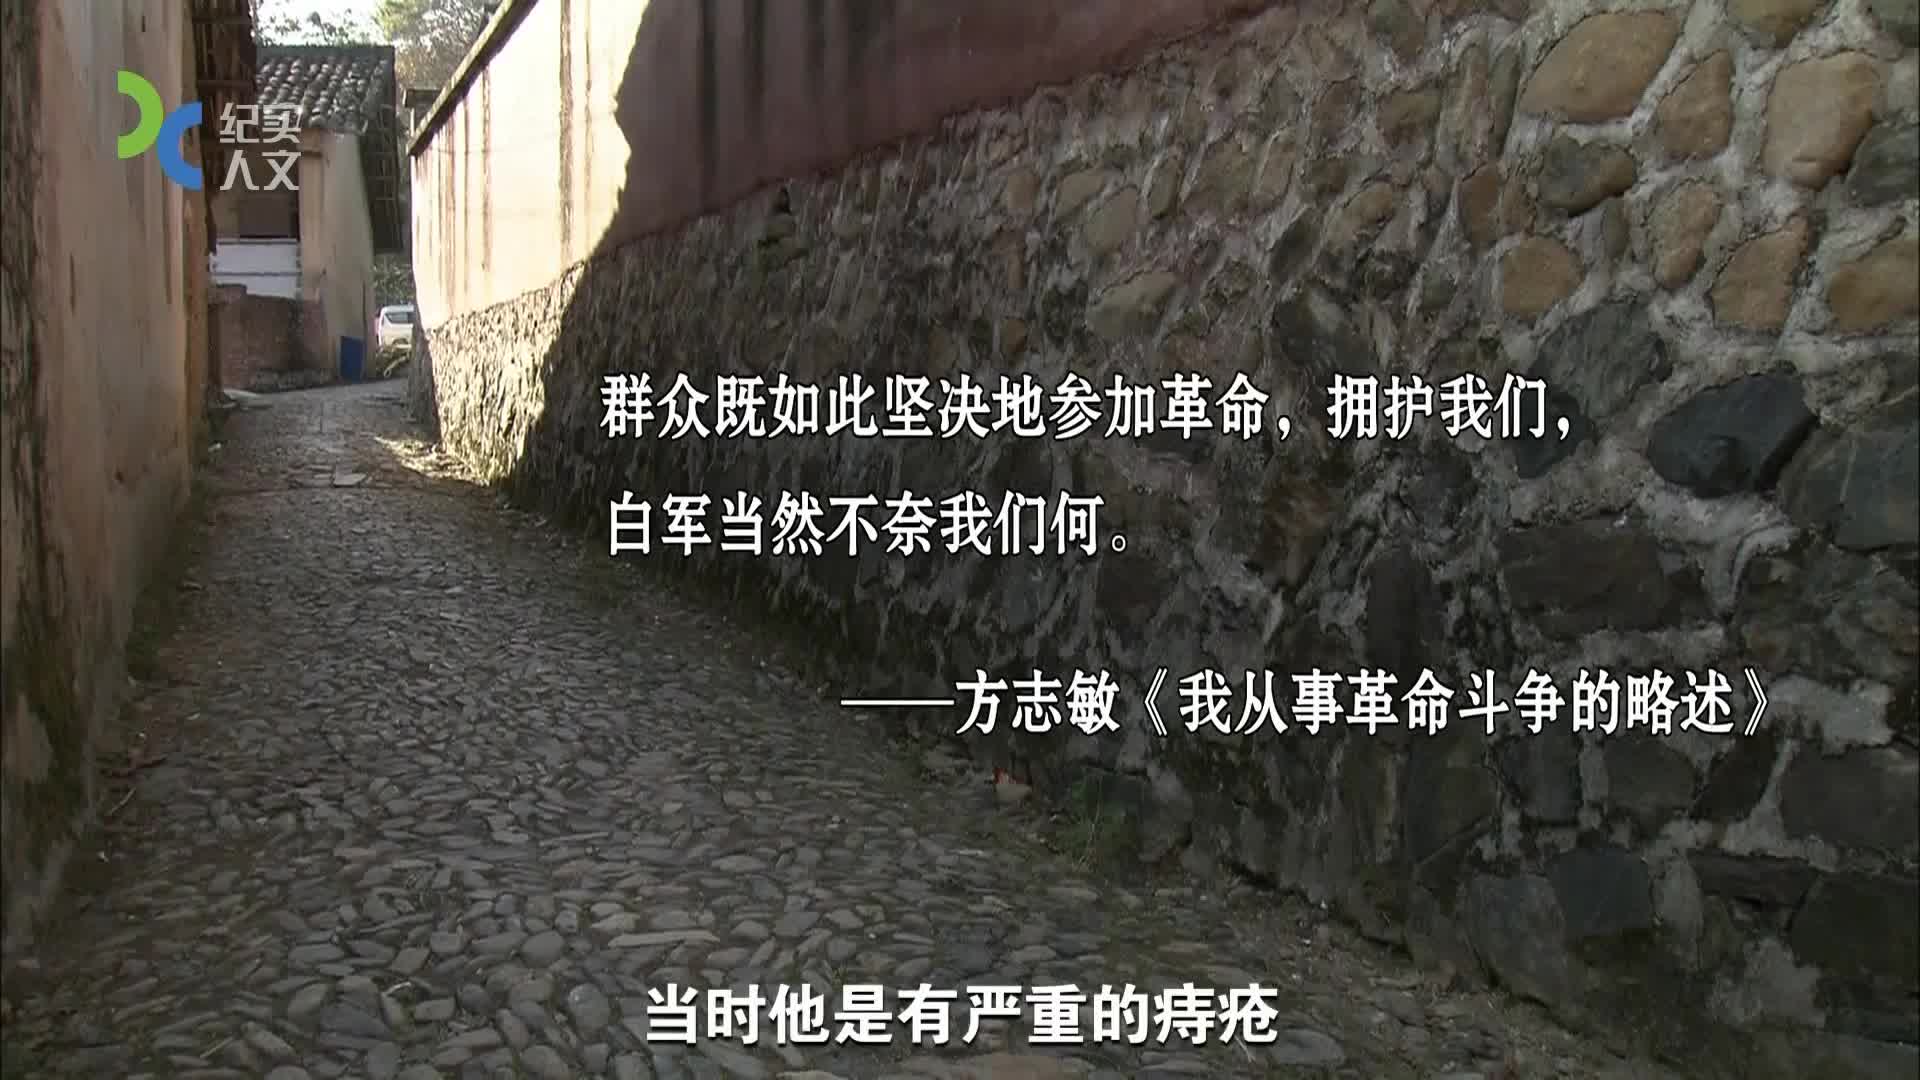 纪实
人文
群众既如此坚决地参加革命，拥护我们，
白军当然不奈我们何。
——方志敏《我从事革命斗争的略述》
当时他是有严重的痔疮